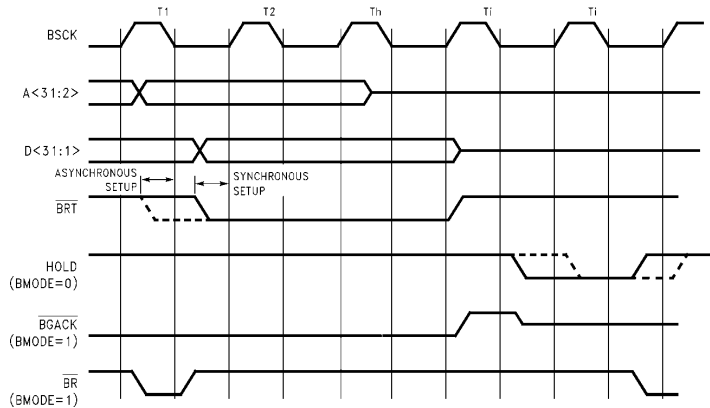 T1 T2 Th Ti Ti
BSCK
A<31:2>
D<31:1>
ASYNCHRONOUS
SETUP
SYNCHRONOUS
SETUP
BRT
HOLD
(BMODE=0)
BGACK
(BMODE=1)
BR
(BMODE=1)